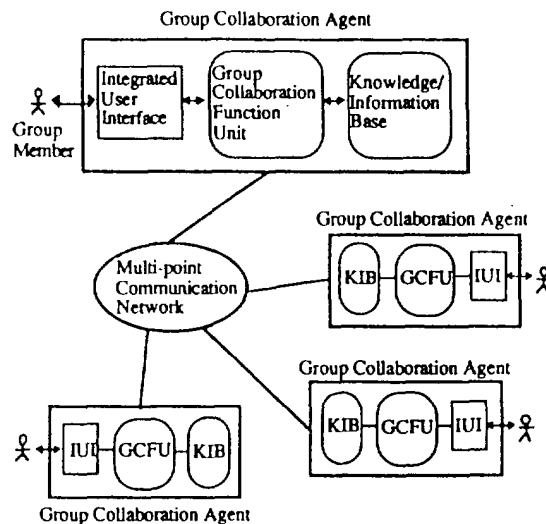 Group Collaboration Agent
Integrated
User
Interface
Group
Collaboration
Function
Unit
Knowledge/
Information
Base
Group
Member
Multi-point
Communication
Network
Group Collaboration Agent
KIB
GCFU
IUI
Group Collaboration Agent
KIB
GCFU
IUI
IUI
GCFU
KIB
Group Collaboration Agent